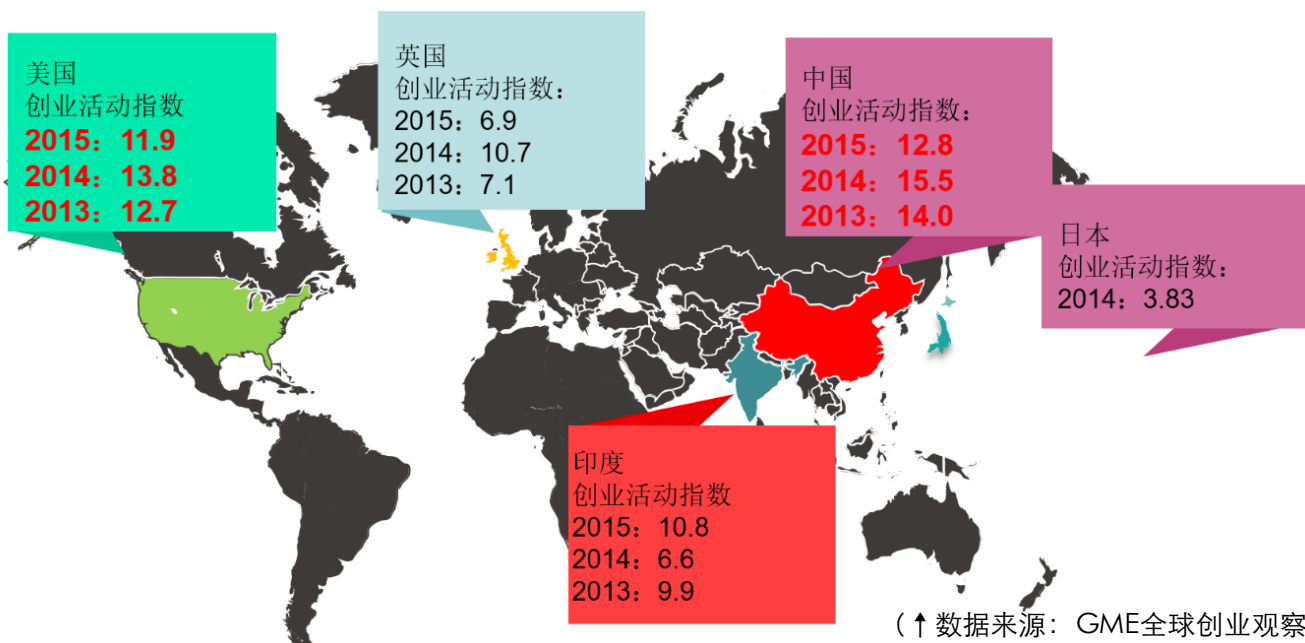 美国
创业活动指数
2015：11.9
2014：13.8
2013：12.7
英国
创业活动指数：
2015：6.9
2014：10.7
2013：7.1
中国
创业活动指数：
2015：12.8
2014：15.5
2013：14.0
日本
创业活动指数：
2014：3.83
印度
创业活动指数
2015：10.8
2014：6.6
2013：9.9
（↑数据来源：GME全球创业观察